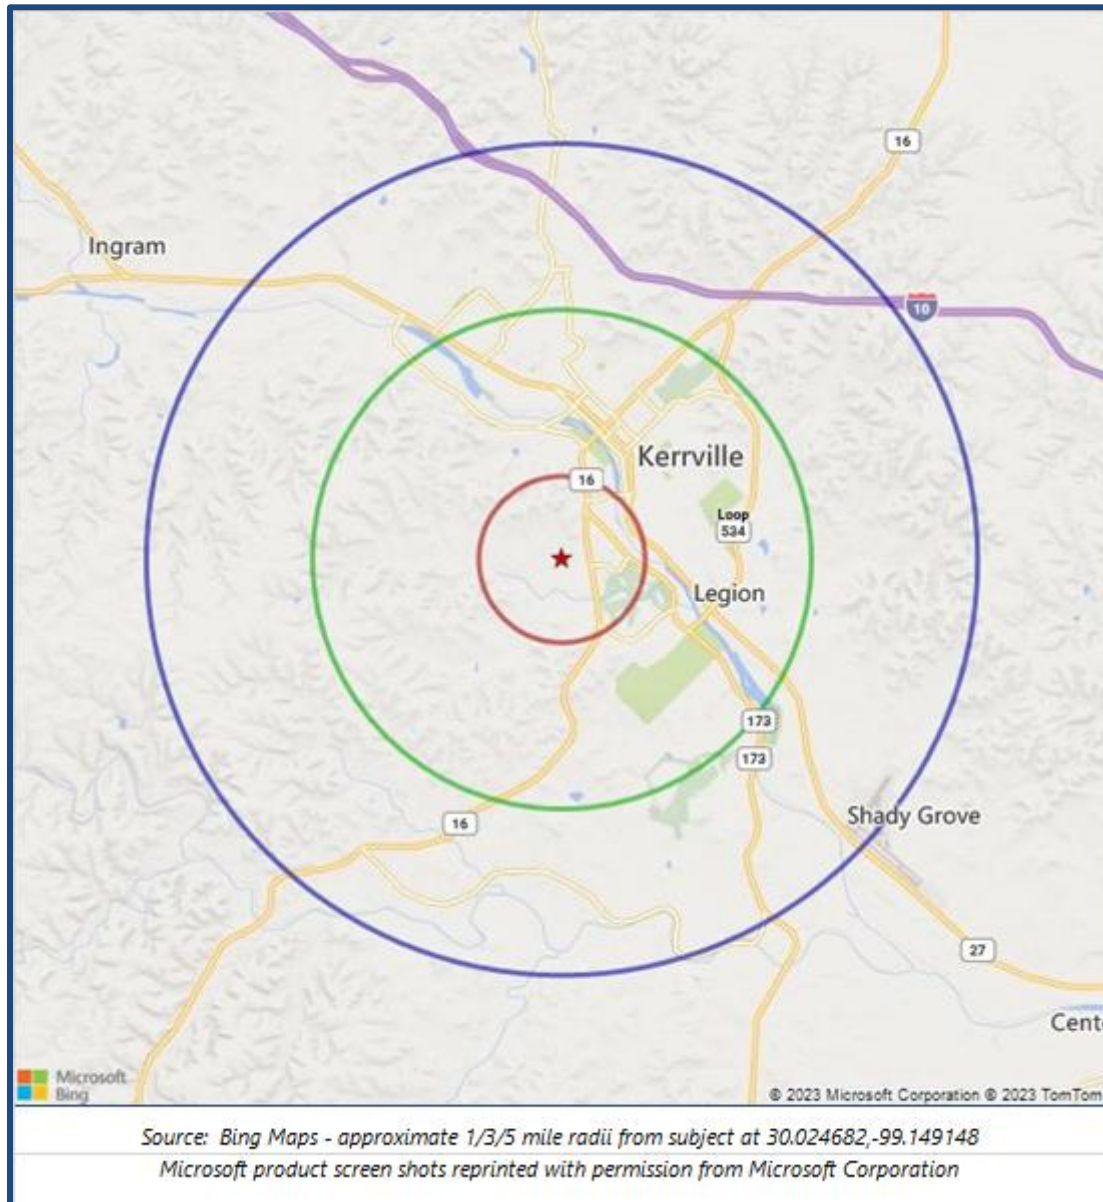 16
Ingram
10
Kerrville
16
Loop
534
Legion
173
173
Shady Grove
16
27
Cent
Microsoft
Bing
© 2023 Microsoft Corporation © 2023 TomTom
Source: Bing Maps - approximate 1/3/5 mile radii from subject at 30.024682,-99.149148
Microsoft product screen shots reprinted with permission from Microsoft Corporation